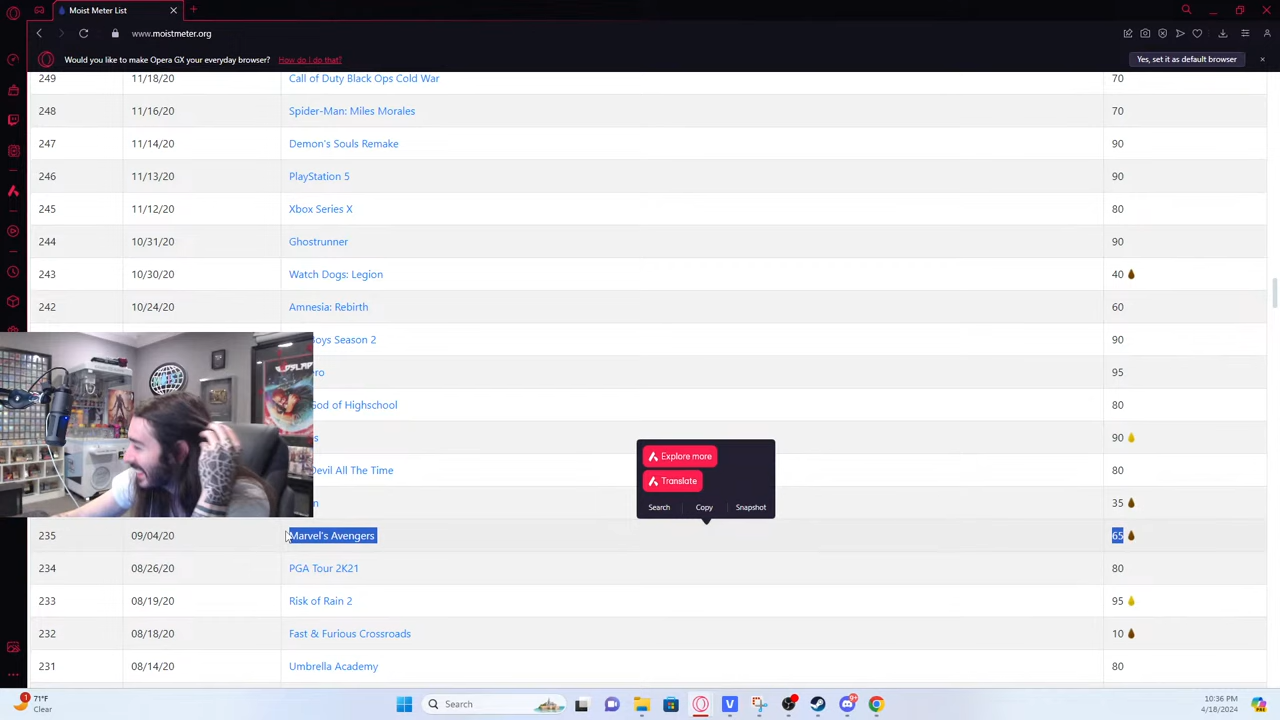 Moist Meter List
www.moistmeter.org
Would you like to make Opera GX your everyday browser? How do I do that? Yes, set it as default browser
249 11/18/20 Call of Duty Black Ops Cold War 70
248 11/16/20 Spider-Man: Miles Morales 70
247 11/14/20 Demon's Souls Remake 90
246 11/13/20 PlayStation 5 90
245 11/12/20 Xbox Series X 80
244 10/31/20 Ghostrunner 90
243 10/30/20 Watch Dogs: Legion 40
242 10/24/20 Amnesia: Rebirth 60
oys Season 2 90
ro 95
God of Highschool 80
s 90
Explore more
Devil All The Time 80
Translate
n 35
Search Copy Snapshot
235 09/04/20 Marvel's Avengers 65
234 08/26/20 PGA Tour 2K21 80
233 08/19/20 Risk of Rain 2 95
232 08/18/20 Fast & Furious Crossroads 10
231 08/14/20 Umbrella Academy 80
1 71°F
Clear
Search
10:36 PM
4/18/2024